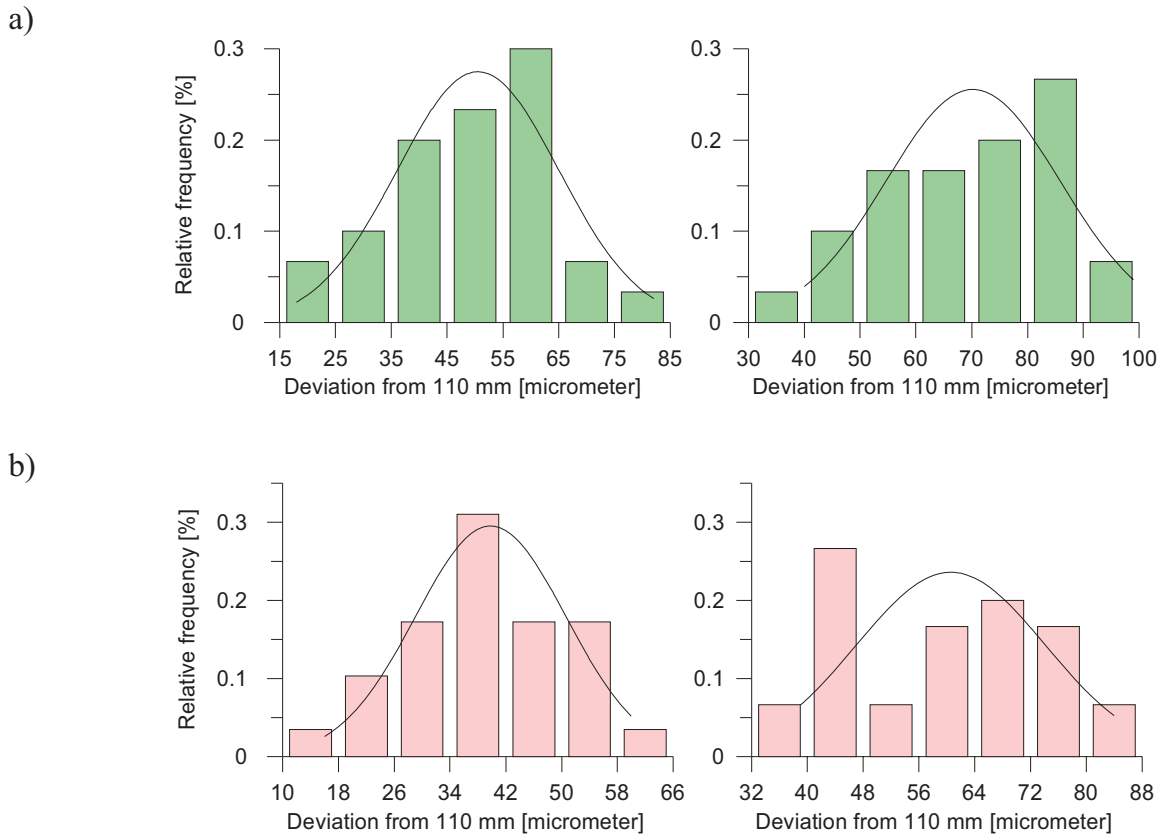 a)
0.3
0.2
0.1
0
Relative frequency [%]
15 25 35 45 55 65 75 85
Deviation from 110 mm [micrometer]
0.3
0.2
0.1
0
30 40 50 60 70 80 90 100
Deviation from 110 mm [micrometer]
b)
0.3
0.2
0.1
0
Relative frequency [%]
10 18 26 34 42 50 58 66
Deviation from 110 mm [micrometer]
0.3
0.2
0.1
0
32 40 48 56 64 72 80 88
Deviation from 110 mm [micrometer]